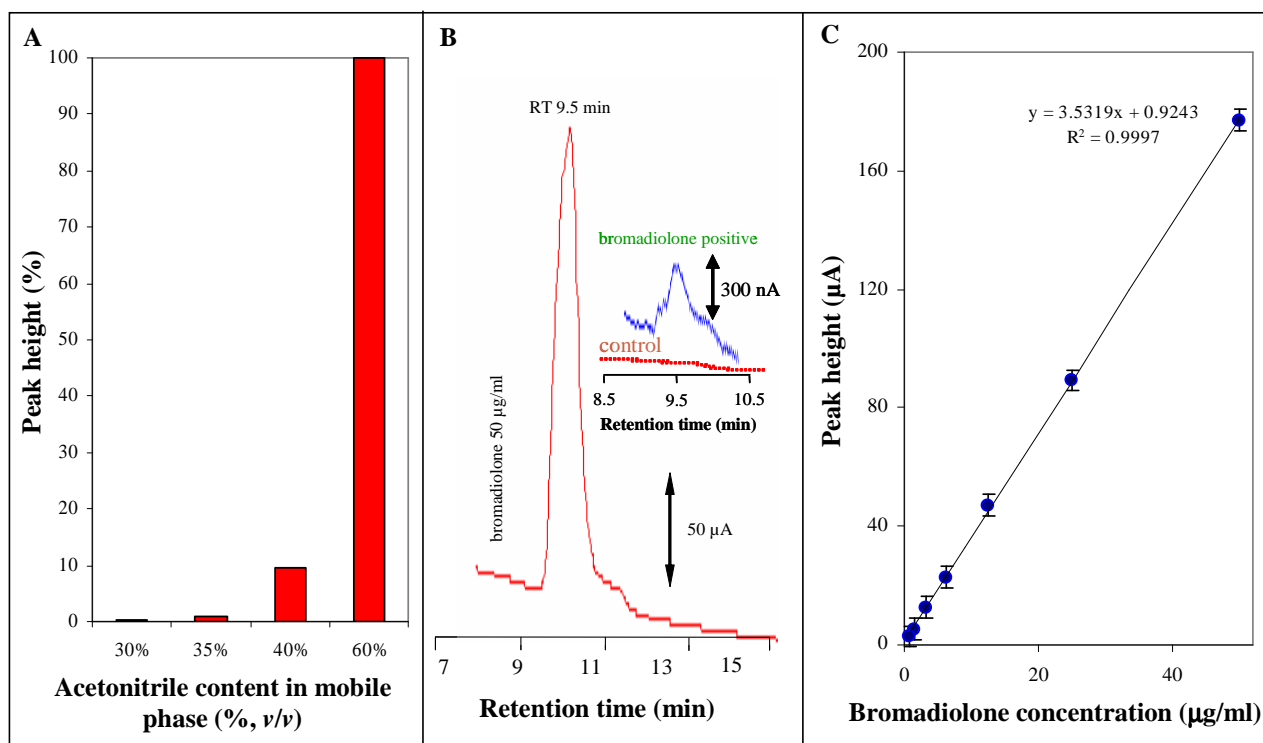 A
Peak height (%)
100
90
80
70
60
50
40
30
20
10
0
30%
35%
40%
60%
Acetonitrile content in mobile
phase (%, v/v)
B
RT 9.5 min
bromadiolone 50 µg/ml
bromadiolone positive
300 nA
control
8.5
9.5
10.5
Retention time (min)
50 µA
7
9
11
13
15
Retention time (min)
C
y = 3.5319x + 0.9243
R² = 0.9997
Peak height (µA)
200
160
120
80
40
0
0
20
40
Bromadiolone concentration (µg/ml)